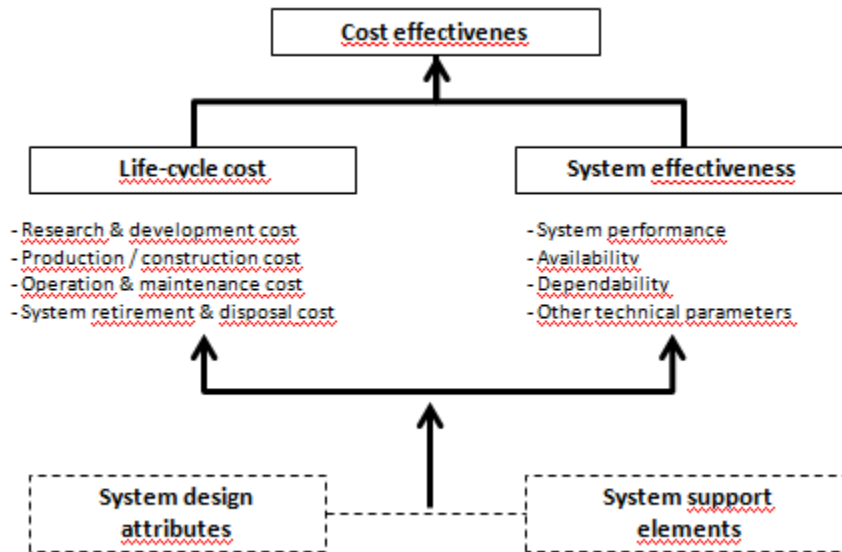 Cost effectivenes
Life-cycle cost
System effectiveness
- Research & development cost
- Production / construction cost
- Operation & maintenance cost
- System retirement & disposal cost
- System performance
- Availability
- Dependability
- Other technical parameters
System design
attributes
System support
elements